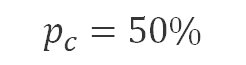 p_c = 50%